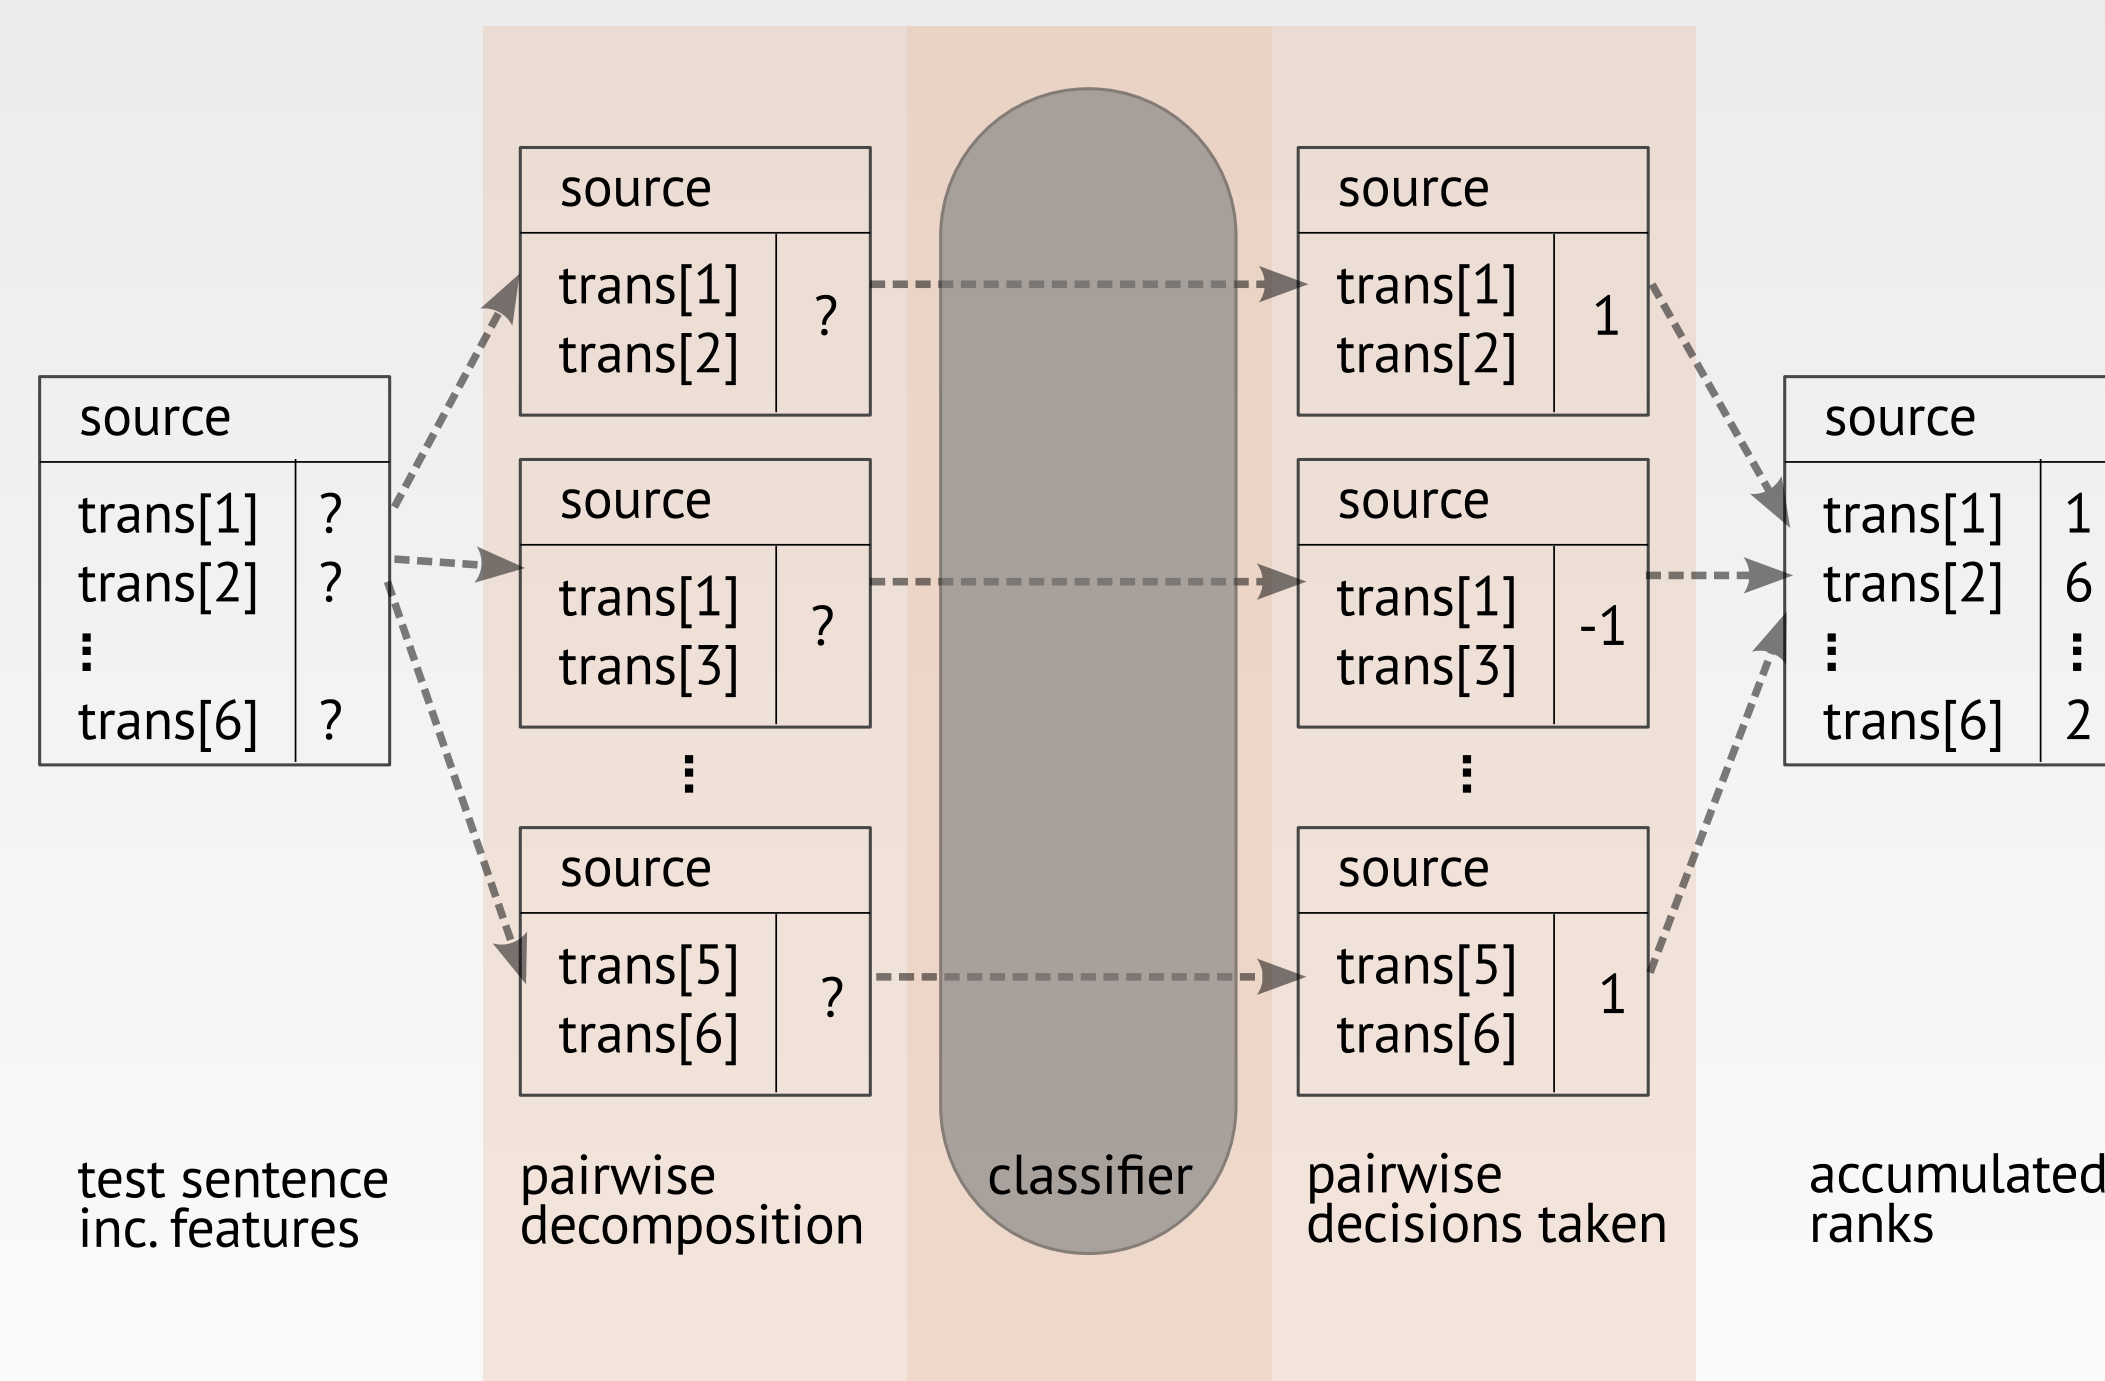 source
trans[1] ?
trans[2] ?
⋮
trans[6] ?
test sentence
inc. features
source
trans[1]
?
trans[2]
source
trans[1]
?
trans[3]
⋮
source
trans[5]
?
trans[6]
pairwise
decomposition
classifier
source
trans[1]
1
trans[2]
source
trans[1]
-1
trans[3]
⋮
source
trans[5]
1
trans[6]
pairwise
decisions taken
source
trans[1] 1
trans[2] 6
⋮ ⋮
trans[6] 2
accumulated
ranks